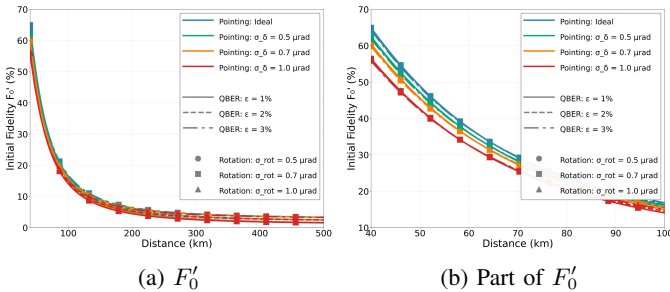 70
60
50
40
30
20
10
0
Initial Fidelity F₀' (%)
100
200
300
400
500
Distance (km)
Pointing: Ideal
Pointing: σ_δ = 0.5 μrad
Pointing: σ_δ = 0.7 μrad
Pointing: σ_δ = 1.0 μrad
QBER: ε = 1%
QBER: ε = 2%
QBER: ε = 3%
Rotation: σ_rot = 0.5 μrad
Rotation: σ_rot = 0.7 μrad
Rotation: σ_rot = 1.0 μrad
(a) F₀′
70
60
50
40
30
20
10
Initial Fidelity F₀' (%)
40
50
60
70
80
90
100
Distance (km)
Pointing: Ideal
Pointing: σ_δ = 0.5 μrad
Pointing: σ_δ = 0.7 μrad
Pointing: σ_δ = 1.0 μrad
QBER: ε = 1%
QBER: ε = 2%
QBER: ε = 3%
Rotation: σ_rot = 0.5 μrad
Rotation: σ_rot = 0.7 μrad
Rotation: σ_rot = 1.0 μrad
(b) Part of F₀′